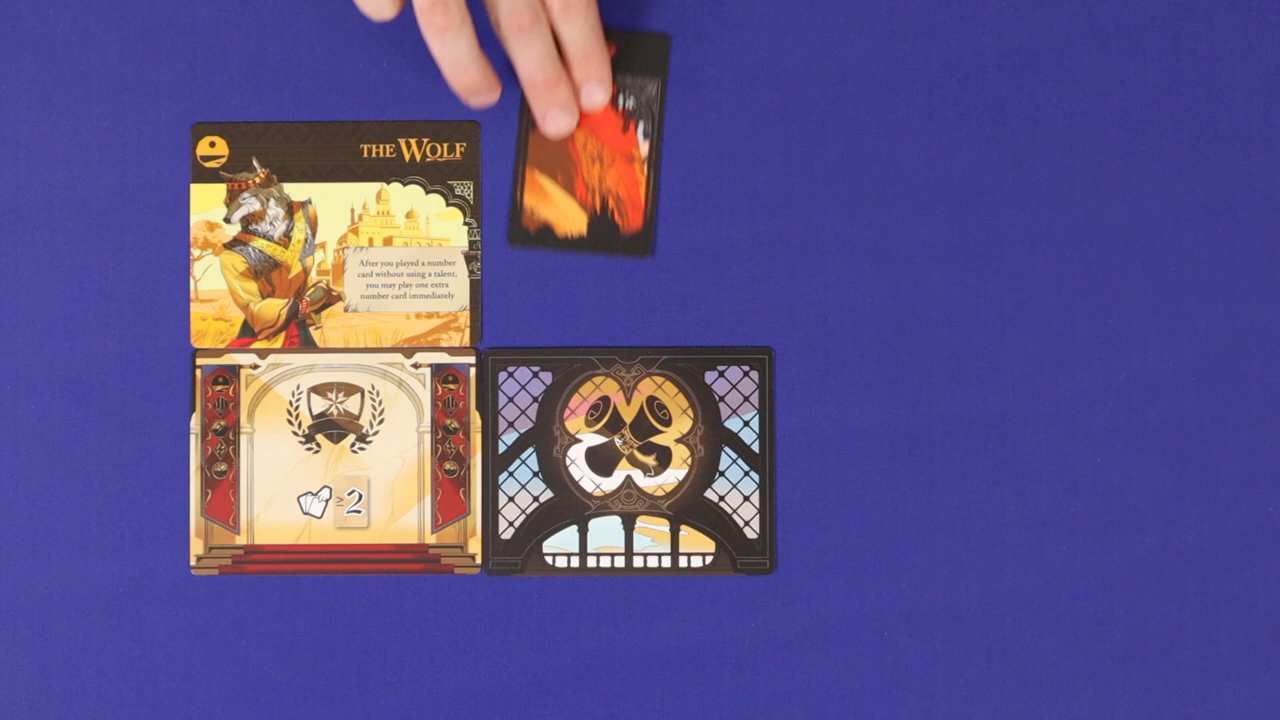 THE WOLF
After you played a number
card without using a talent,
you may play one extra
number card immediately
≥2